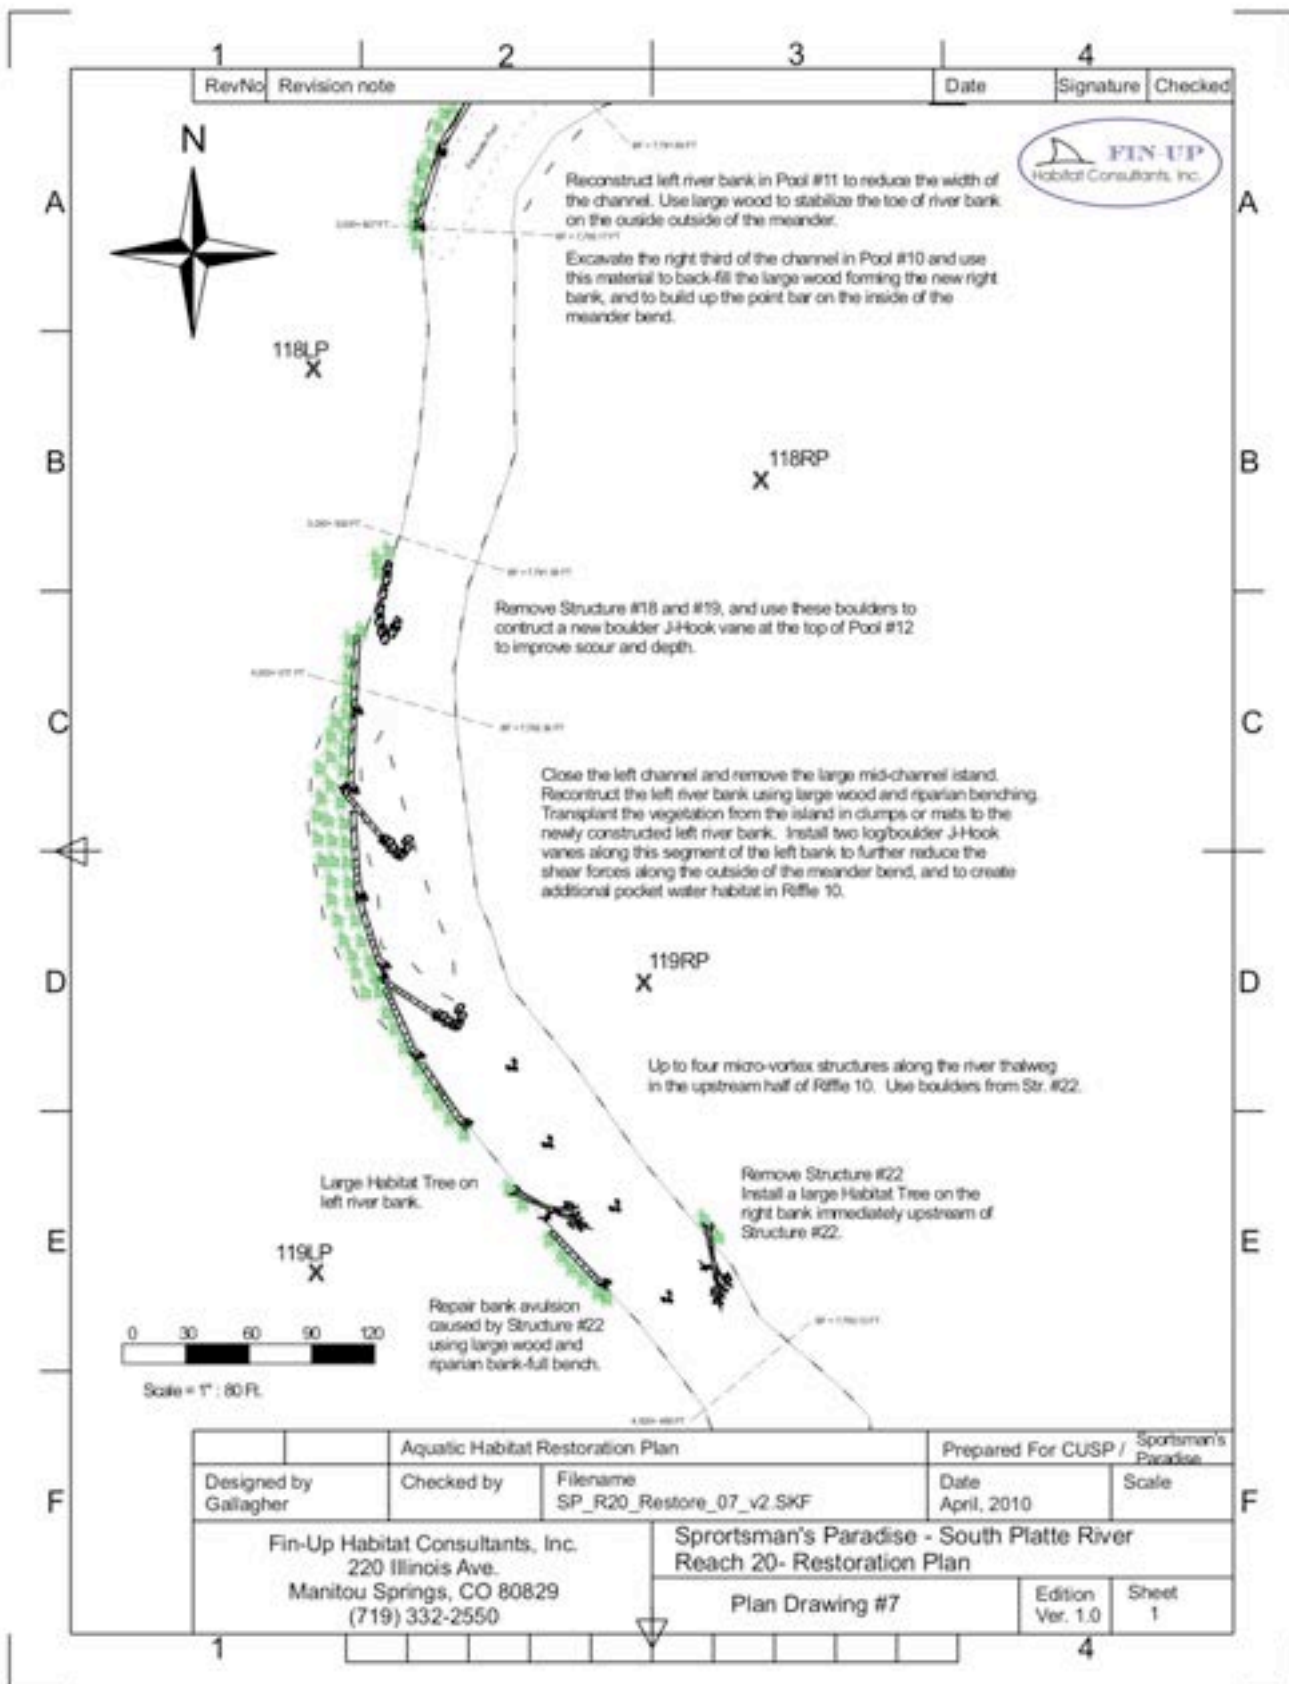 1 2 3 4
RevNo Revision note Date Signature Checked
N
FIN-UP
Habitat Consultants, Inc.
A A
Reconstruct left river bank in Pool #11 to reduce the width of
the channel. Use large wood to stabilize the toe of river bank
on the ouside outside of the meander.
Excavate the right third of the channel in Pool #10 and use
this material to back-fill the large wood forming the new right
bank, and to build up the point bar on the inside of the
meander bend.
118LP
B B
118RP
Remove Structure #18 and #19, and use these boulders to
contruct a new boulder J-Hook vane at the top of Pool #12
to improve scour and depth.
C C
Close the left channel and remove the large mid-channel island.
Recontruct the left river bank using large wood and riparian benching.
Transplant the vegetation from the island in clumps or mats to the
newly constructed left river bank. Install two log/boulder J-Hook
vanes along this segment of the left bank to further reduce the
shear forces along the outside of the meander bend, and to create
additional pocket water habitat in Riffle 10.
D D
119RP
Up to four micro-vortex structures along the river thalweg
in the upstream half of Riffle 10. Use boulders from Str. #22.
Large Habitat Tree on
left river bank.
Remove Structure #22
Install a large Habitat Tree on the
right bank immediately upstream of
Structure #22.
E E
119LP
Repair bank avulsion
caused by Structure #22
using large wood and
riparian bank-full bench.
0 30 60 90 120
Scale = 1" : 80 Ft.
Aquatic Habitat Restoration Plan
Prepared For CUSP / Sportsman's
Paradise
F F
Designed by
Gallagher
Checked by
Filename
SP_R20_Restore_07_v2.SKF
Date
April, 2010
Scale
Fin-Up Habitat Consultants, Inc.
220 Illinois Ave.
Manitou Springs, CO 80829
(719) 332-2550
Sprortsman's Paradise - South Platte River
Reach 20- Restoration Plan
Plan Drawing #7
Edition
Ver. 1.0
Sheet
1
1 4